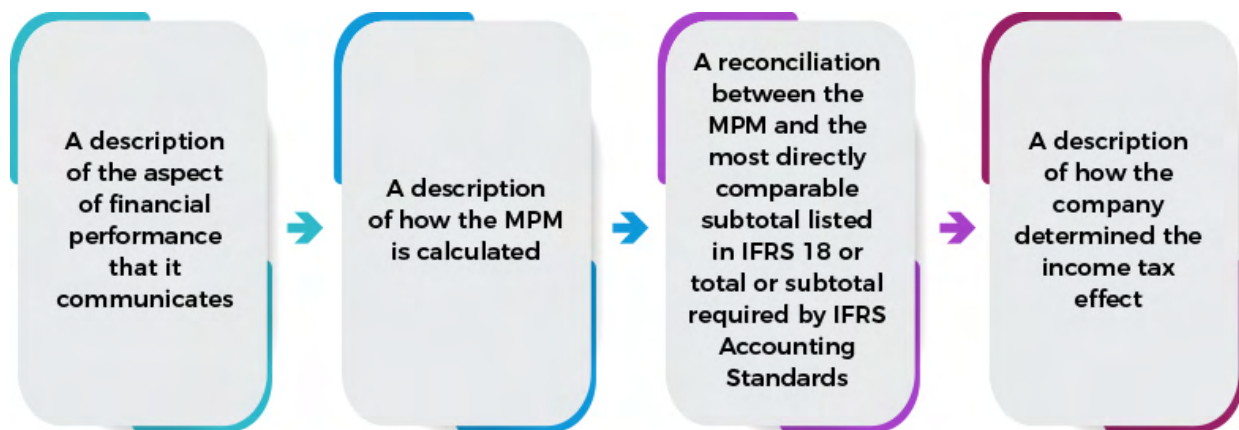 A description
of the aspect
of financial
performance
that it
communicates
A description
of how the MPM
is calculated
A reconciliation
between the
MPM and the
most directly
comparable
subtotal listed
in IFRS 18 or
total or subtotal
required by IFRS
Accounting
Standards
A description
of how the
company
determined the
income tax
effect